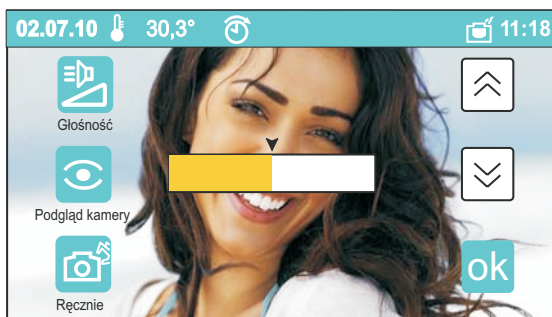 02.07.10 30,3° 11:18
Głośność
Podgląd kamery
Ręcznie
ok